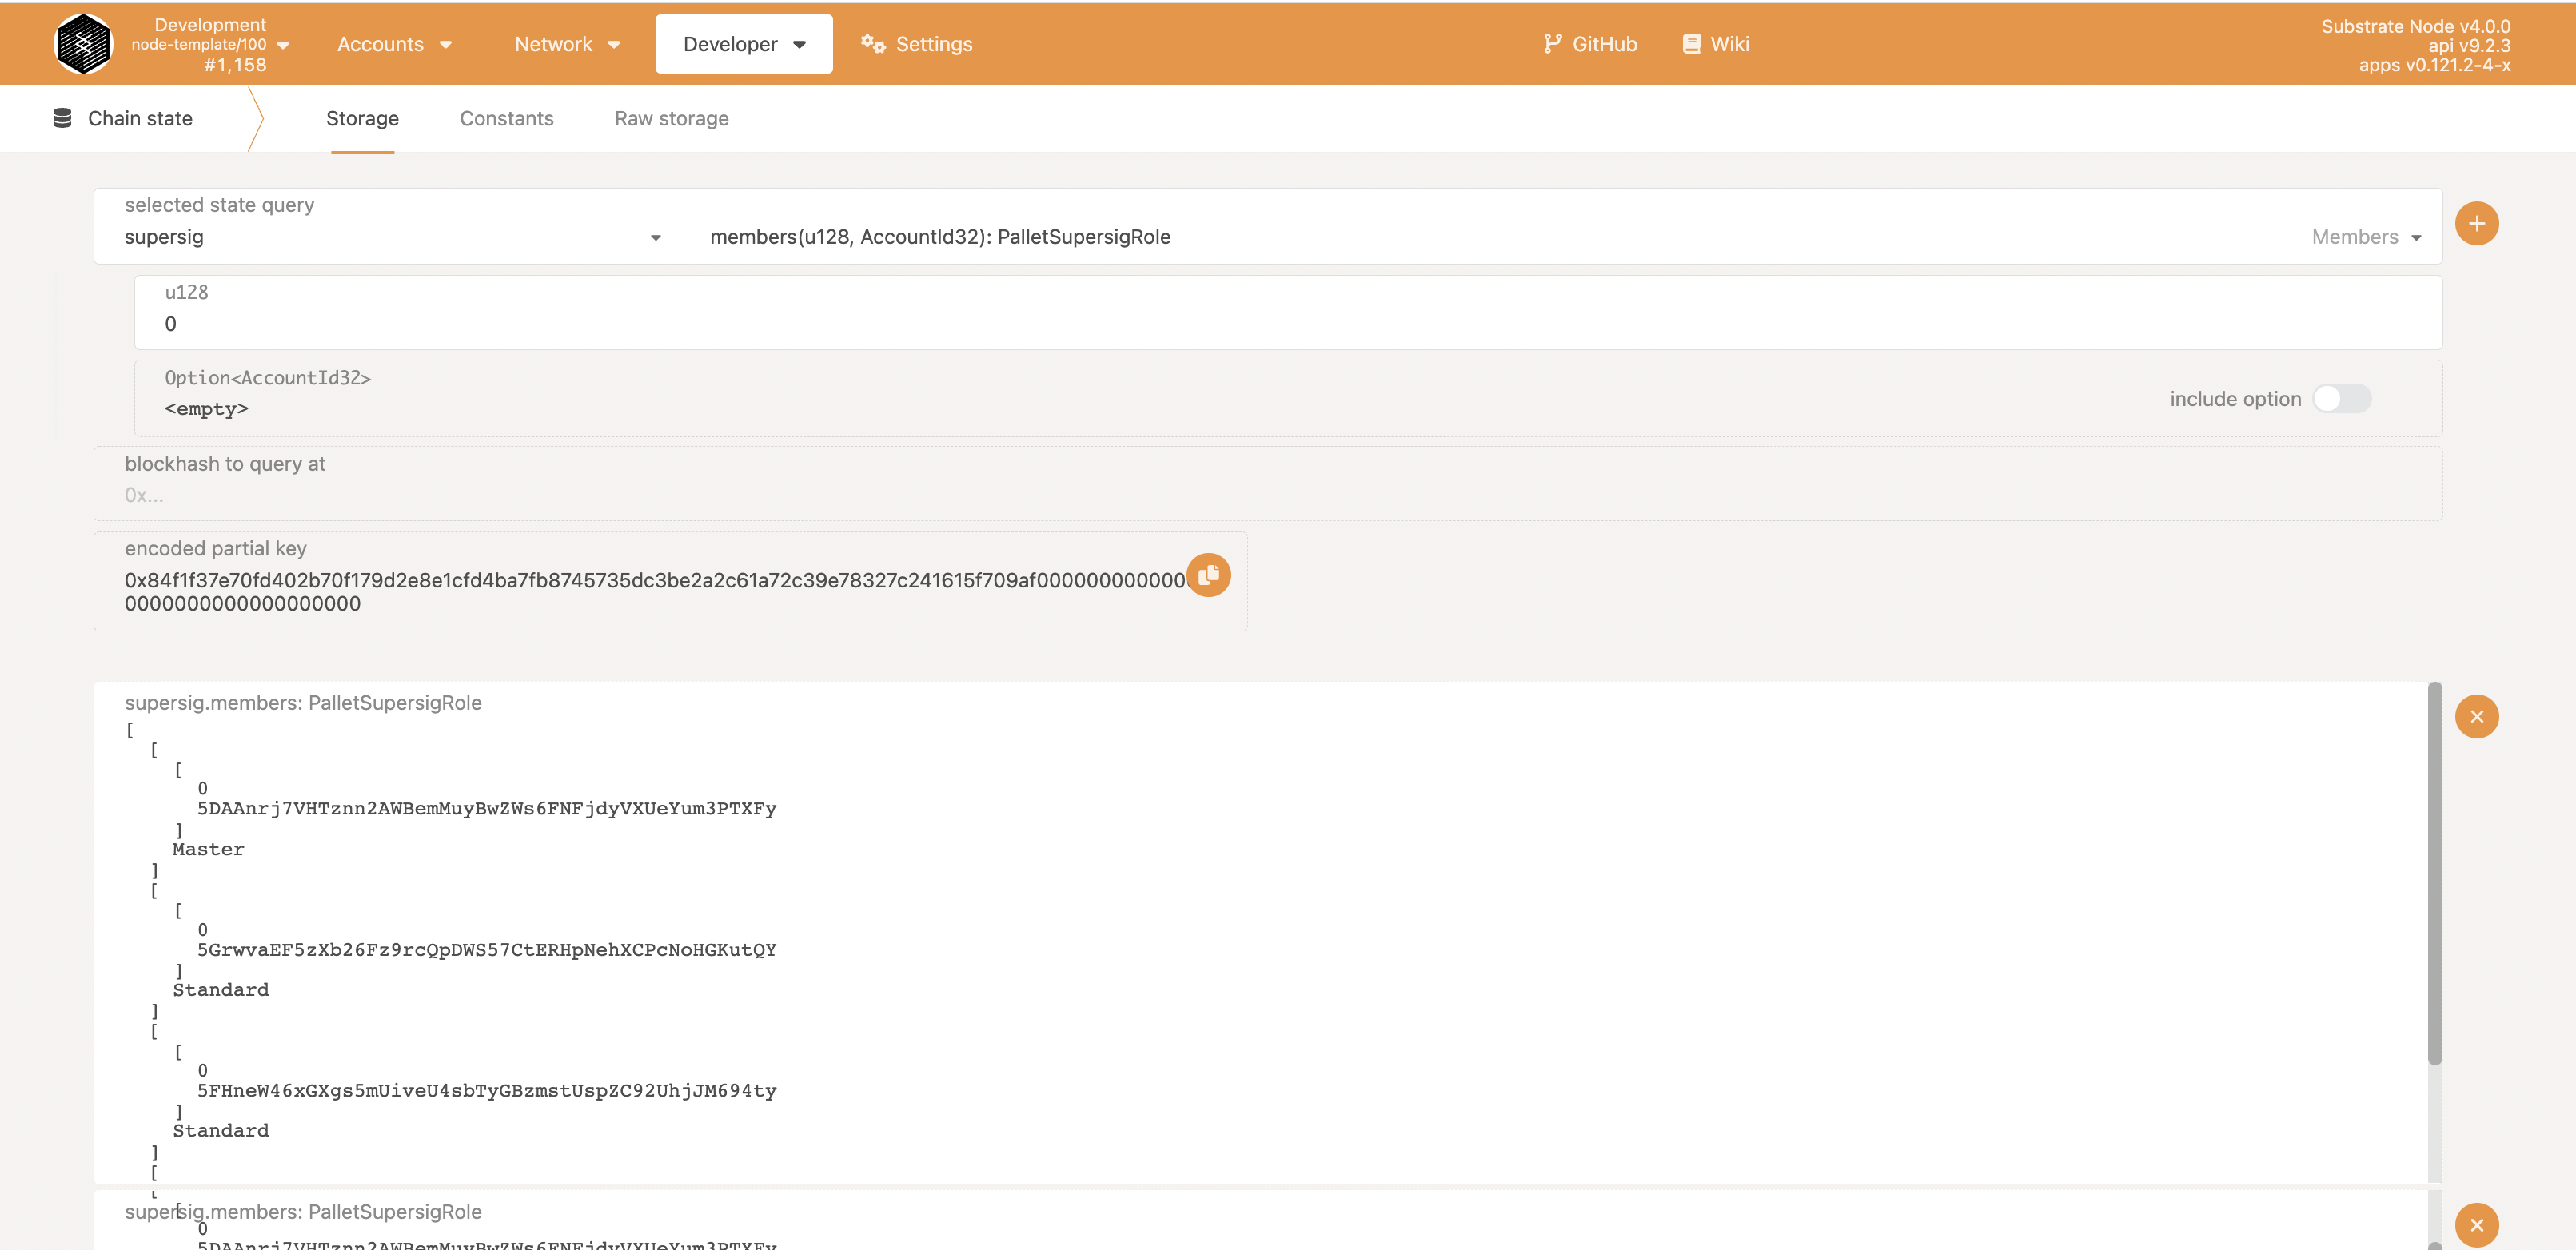 Development
node-template/100
#1,158
Accounts
Network
Developer
Settings
GitHub
Wiki
Substrate Node v4.0.0
api v9.2.3
apps v0.121.2-4-x
Chain state
Storage
Constants
Raw storage
selected state query
supersig
members(u128, AccountId32): PalletSupersigRole
Members
u128
0
Option<AccountId32>
<empty>
include option
blockhash to query at
0x...
encoded partial key
0x84f1f37e70fd402b70f179d2e8e1cfd4ba7fb8745735dc3be2a2c61a72c39e78327c241615f709af0000000000000
0000000000000000000
supersig.members: PalletSupersigRole
[
[
[
0
5DAAnrj7VHTznn2AWBemMuyBwZWs6FNFjdyVXUeYum3PTXFy
]
Master
]
[
[
0
5GrwvaEF5zXb26Fz9rcQpDWS57CtERHpNehXCPcNoHGKutQY
]
Standard
]
[
[
0
5FHneW46xGXgs5mUiveU4sbTyGBzmstUspZC92UhjJM694ty
]
Standard
]
[
[
supersig.members: PalletSupersigRole
[
0
5DAAnrj7VHTznn2AWBemMuyBwZWs6FNFjdyVXUeYum3PTXFy